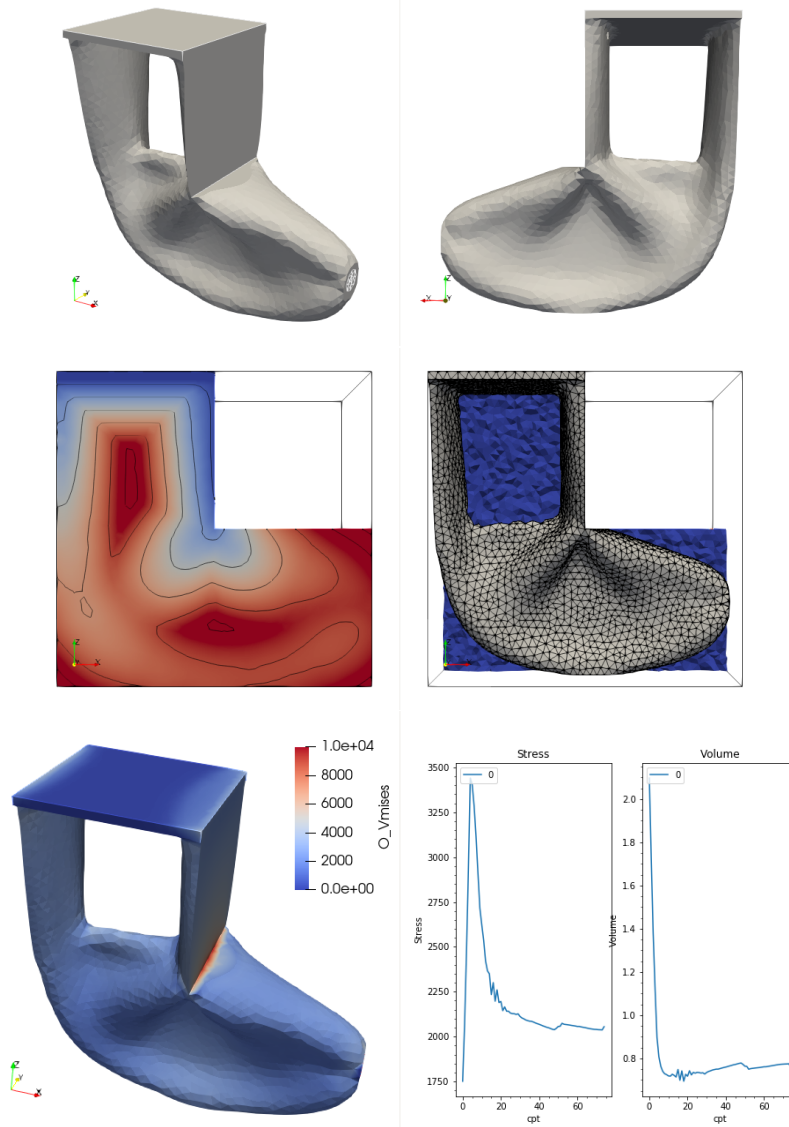 Z
Y
X
Z
X
Y
Z
Y
X
Z
X
1.0e+04
8000
6000
4000
2000
0.0e+00
O_Vmises
Z
Y
X
Stress
0
3500
3250
3000
2750
2500
2250
2000
1750
Stress
0
20
40
60
cpt
Volume
0
2.0
1.8
1.6
1.4
1.2
1.0
0.8
Volume
0
20
40
60
cpt